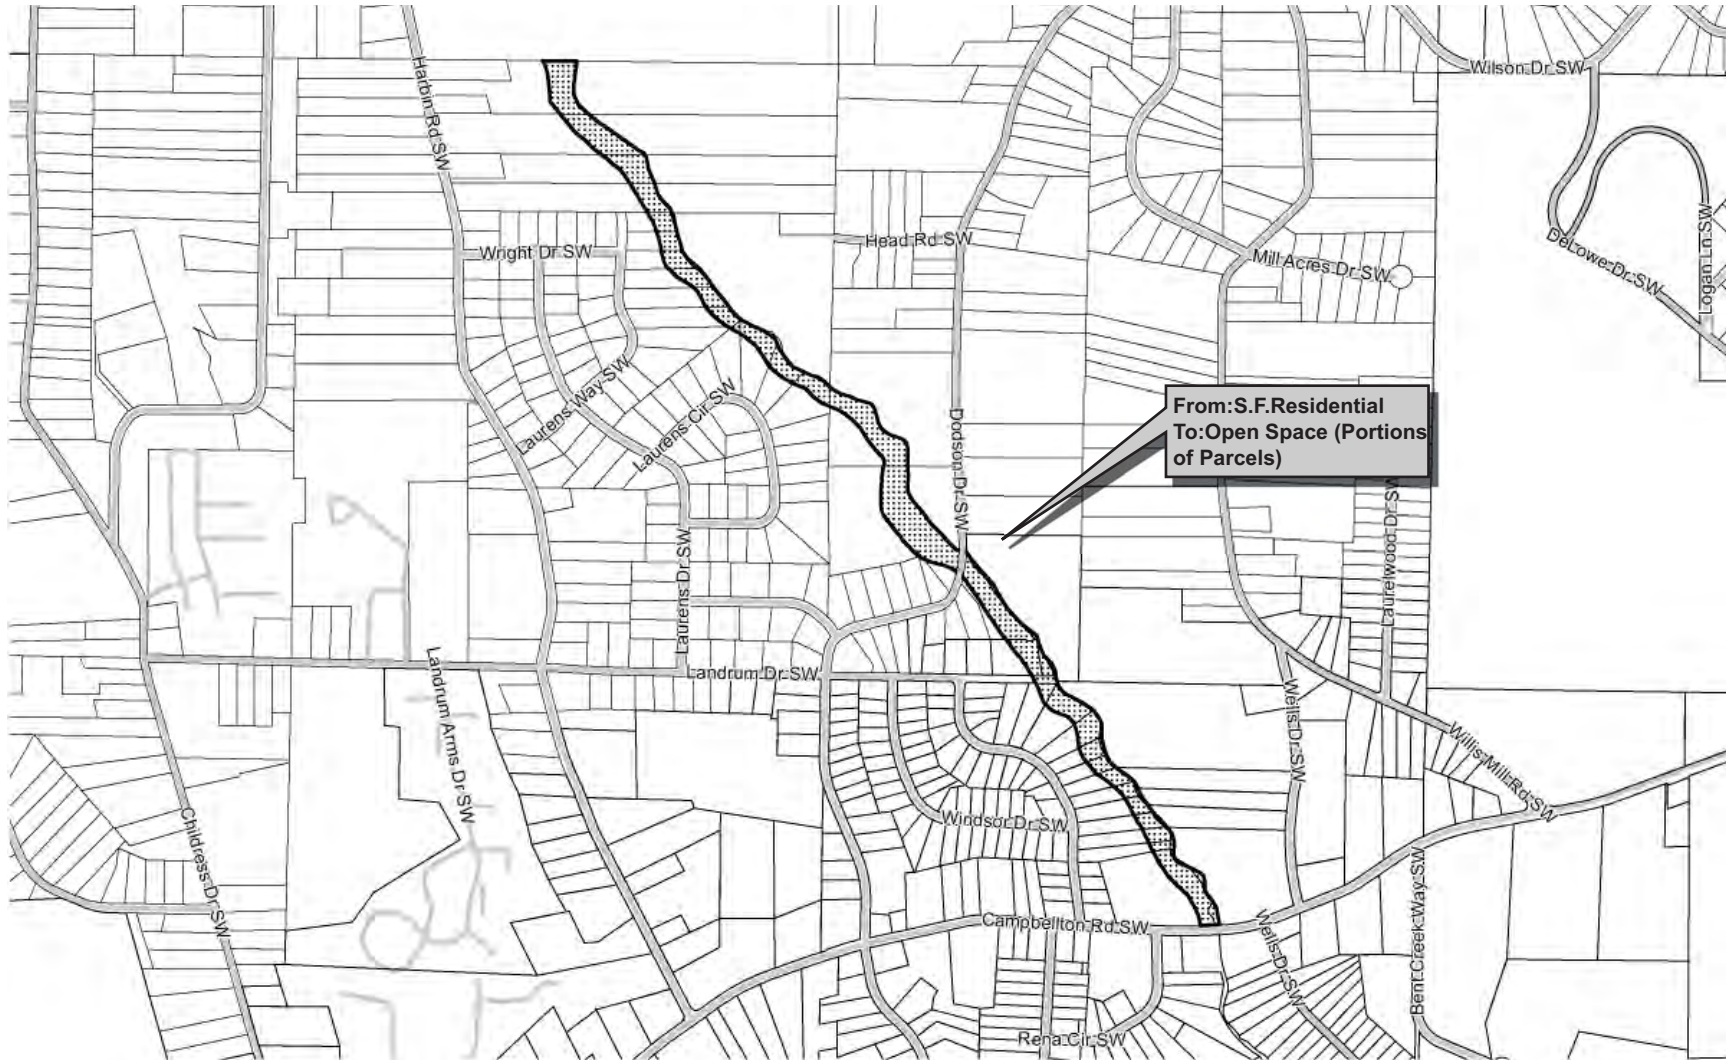 Wilson Dr SW
Harbin Rd SW
Logan Ln SW
Head Rd SW
DeLowe Dr SW
Wright Dr SW
Mill Acres Dr SW
Laurens Way SW
Laurens Cir SW
From:S.F.Residential
To:Open Space (Portions
of Parcels)
Dodson Dr SW
Laurelwood Dr SW
Laurens Dr SW
Landrum Dr SW
Landrum Arms Dr SW
Wells Dr SW
Willis Mill Rd SW
Childress Dr SW
Windsor Dr SW
Campbellton Rd SW
Bent Creek Way SW
Wells Dr SW
Rena Cir SW